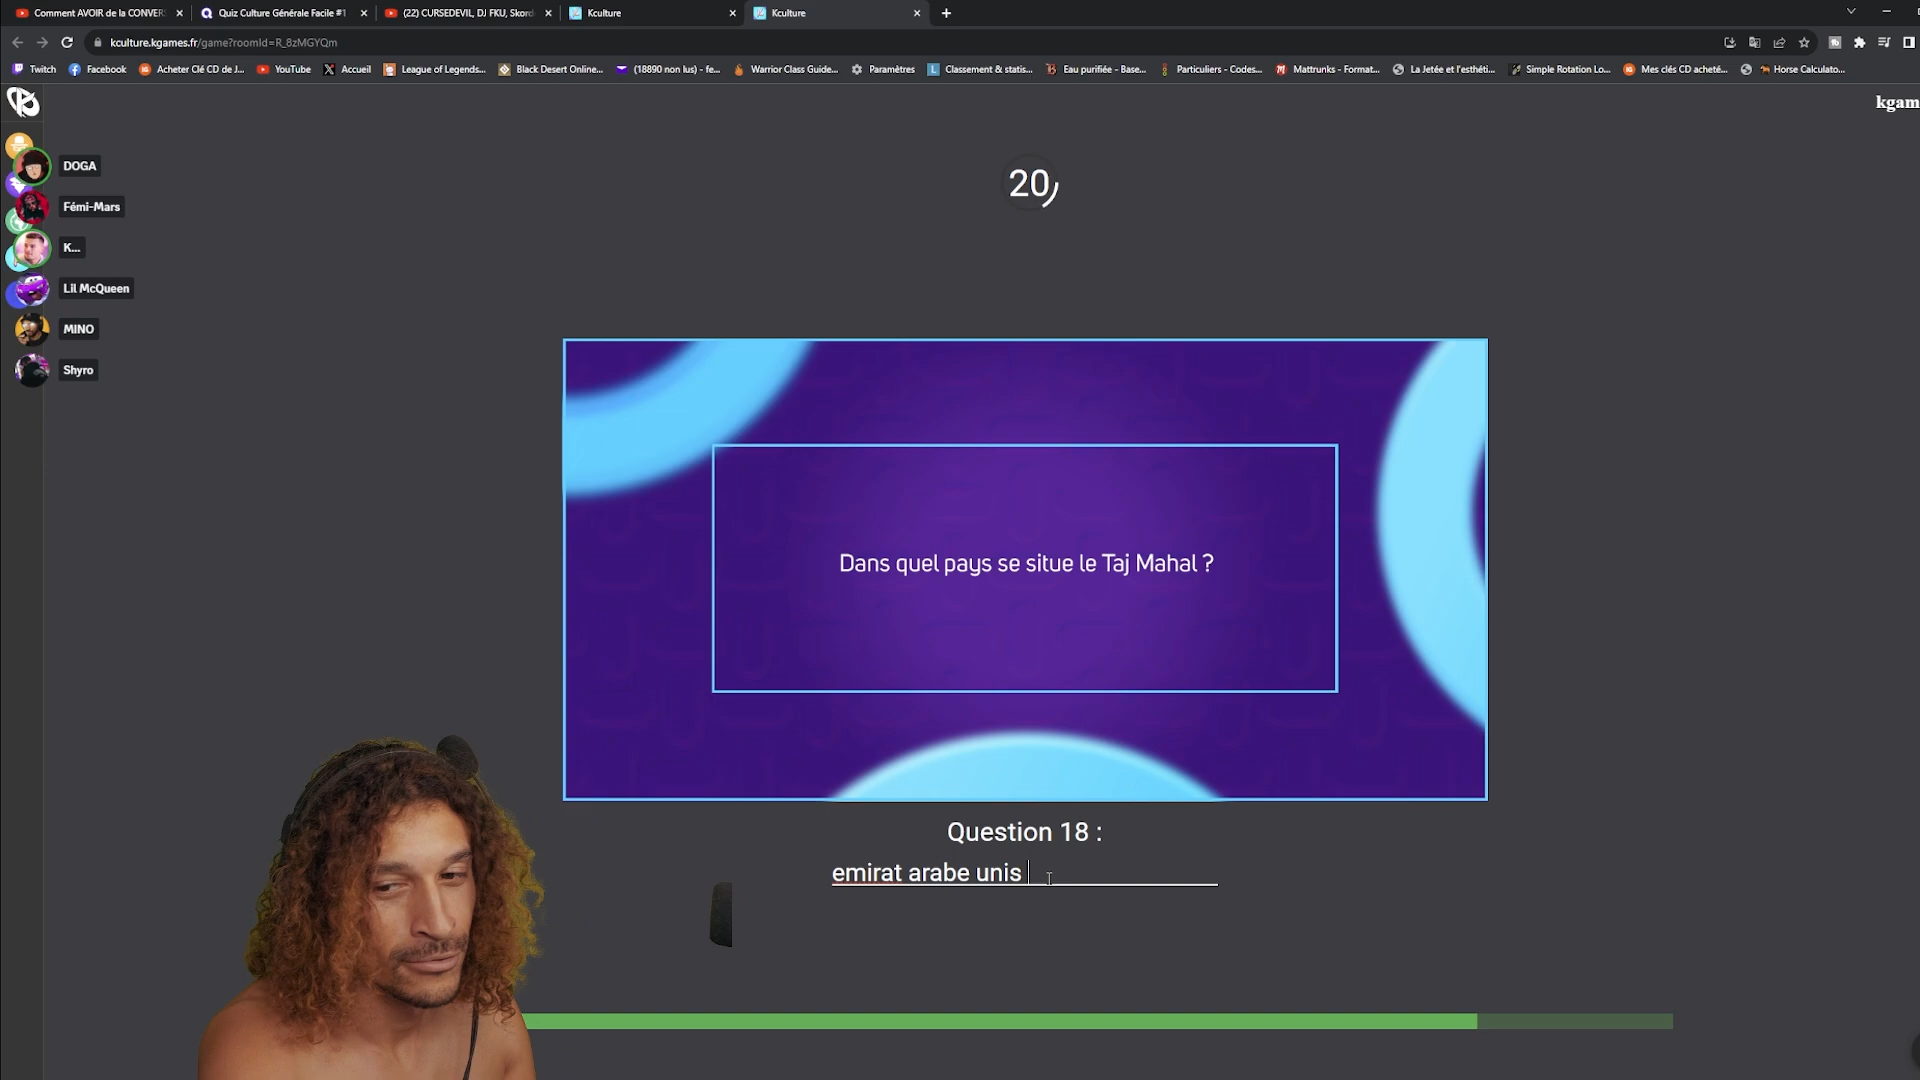 Comment AVOIR de la CONVER
Quiz Culture Générale Facile #1
(22) CURSEDEVIL, DJ FKU, Skord
Kculture
Kculture
kculture.kgames.fr/game?roomId=R_8zMGYQm
Twitch
Facebook
Acheter Clé CD de J...
YouTube
Accueil
League of Legends...
Black Desert Online...
(18890 non lus) - fe...
Warrior Class Guide...
Paramètres
Classement & statis...
Eau purifiée - Base...
Particuliers - Codes...
Mattrunks - Format...
La Jetée et l'esthéti...
Simple Rotation Lo...
Mes clés CD acheté...
Horse Calculato...
kgam
DOGA
Fémi-Mars
K...
Lil McQueen
MINO
Shyro
20
Dans quel pays se situe le Taj Mahal ?
Question 18 :
emirat arabe unis